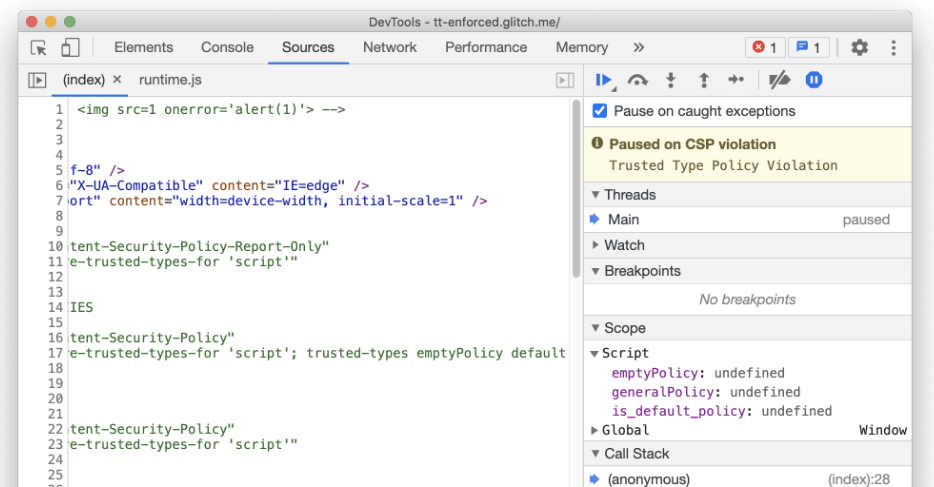 DevTools - tt-enforced.glitch.me/
Elements Console Sources Network Performance Memory » 1 1
(index) × runtime.js
1 <img src=1 onerror='alert(1)'> -->
2
3
4
5 f-8" />
6 "X-UA-Compatible" content="IE=edge" />
7 ort" content="width=device-width, initial-scale=1" />
8
9
10 tent-Security-Policy-Report-Only"
11 e-trusted-types-for 'script'"
12
13
14 IES
15
16 tent-Security-Policy"
17 e-trusted-types-for 'script'; trusted-types emptyPolicy default
18
19
20
21
22 tent-Security-Policy"
23 e-trusted-types-for 'script'"
24
25
Pause on caught exceptions
Paused on CSP violation
Trusted Type Policy Violation
Threads
Main paused
Watch
Breakpoints
No breakpoints
Scope
Script
emptyPolicy: undefined
generalPolicy: undefined
is_default_policy: undefined
Global Window
Call Stack
(anonymous) (index):28